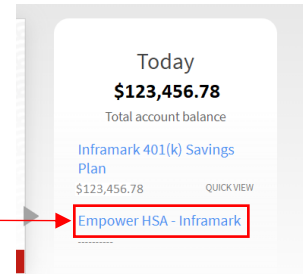 Today
$123,456.78
Total account balance
Inframark 401(k) Savings
Plan
$123,456.78 QUICK VIEW
Empower HSA - Inframark
----------